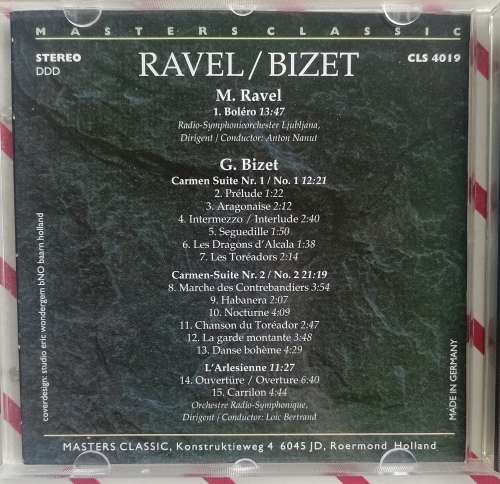 MASTERSCLASSIC
STEREO
DDD
RAVEL/BIZET
CLS 4019
M. Ravel
1. Boléro 13:47
Radio-Symphonieorchester Ljubljana,
Dirigent / Conductor: Anton Nanut
G. Bizet
Carmen Suite Nr. 1 / No. 1 12:21
2. Prélude 1:22
3. Aragonaise 2:12
4. Intermezzo / Interlude 2:40
5. Seguedille 1:50
6. Les Dragons d'Alcala 1:38
7. Les Toréadors 2:14
Carmen-Suite Nr. 2 / No. 2 21:19
8. Marche des Contrebandiers 3:54
9. Habanera 2:07
10. Nocturne 4:09
11. Chanson du Toréador 2:47
12. La garde montante 3:48
13. Danse bohème 4:29
L'Arlesienne 11:27
14. Ouvertüre / Overture 6:40
15. Carrilon 4:44
Orchestre Radio-Symphonique,
Dirigent / Conductor: Loic Bertrand
coverdesign: studio eric wondergem bNO baarn holland
MADE IN GERMANY
MASTERS CLASSIC, Konstruktieweg 4 6045 JD, Roermond Holland